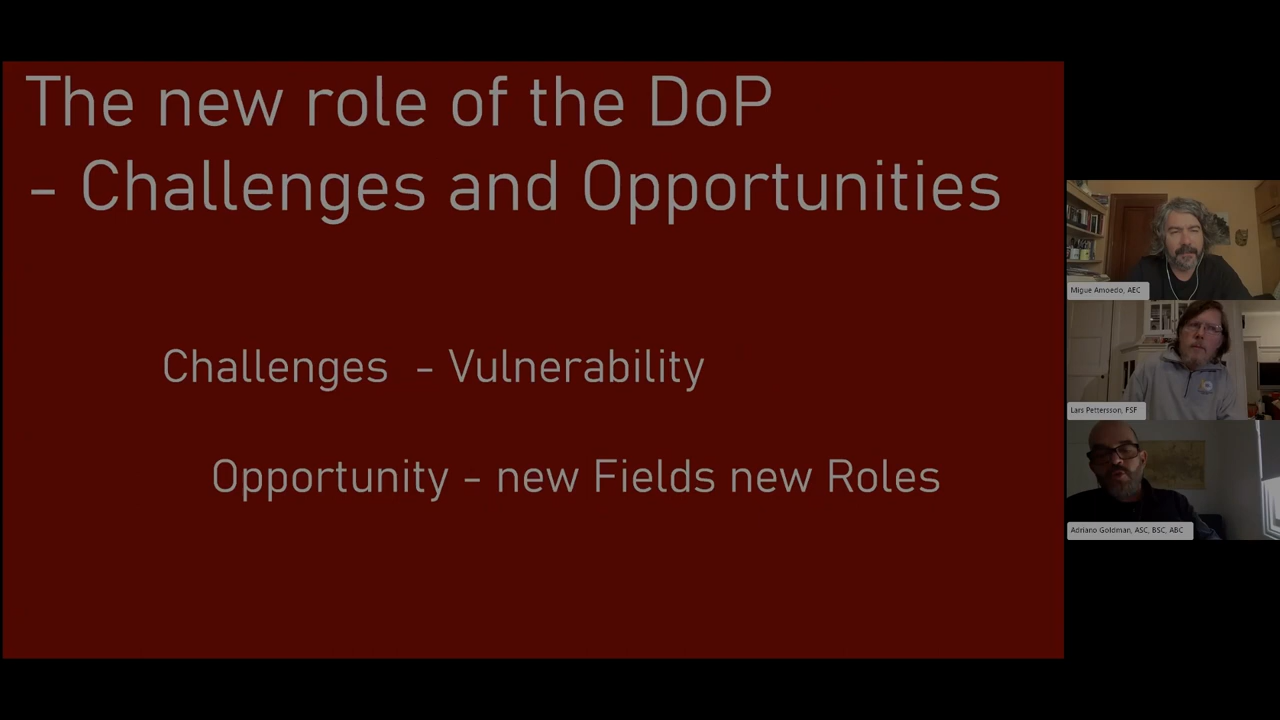 The new role of the DoP
- Challenges and Opportunities
Challenges - Vulnerability
Opportunity - new Fields new Roles
Migue Amoedo, AEC
Lars Pettersson, FSF
Adriano Goldman, ASC, BSC, ABC